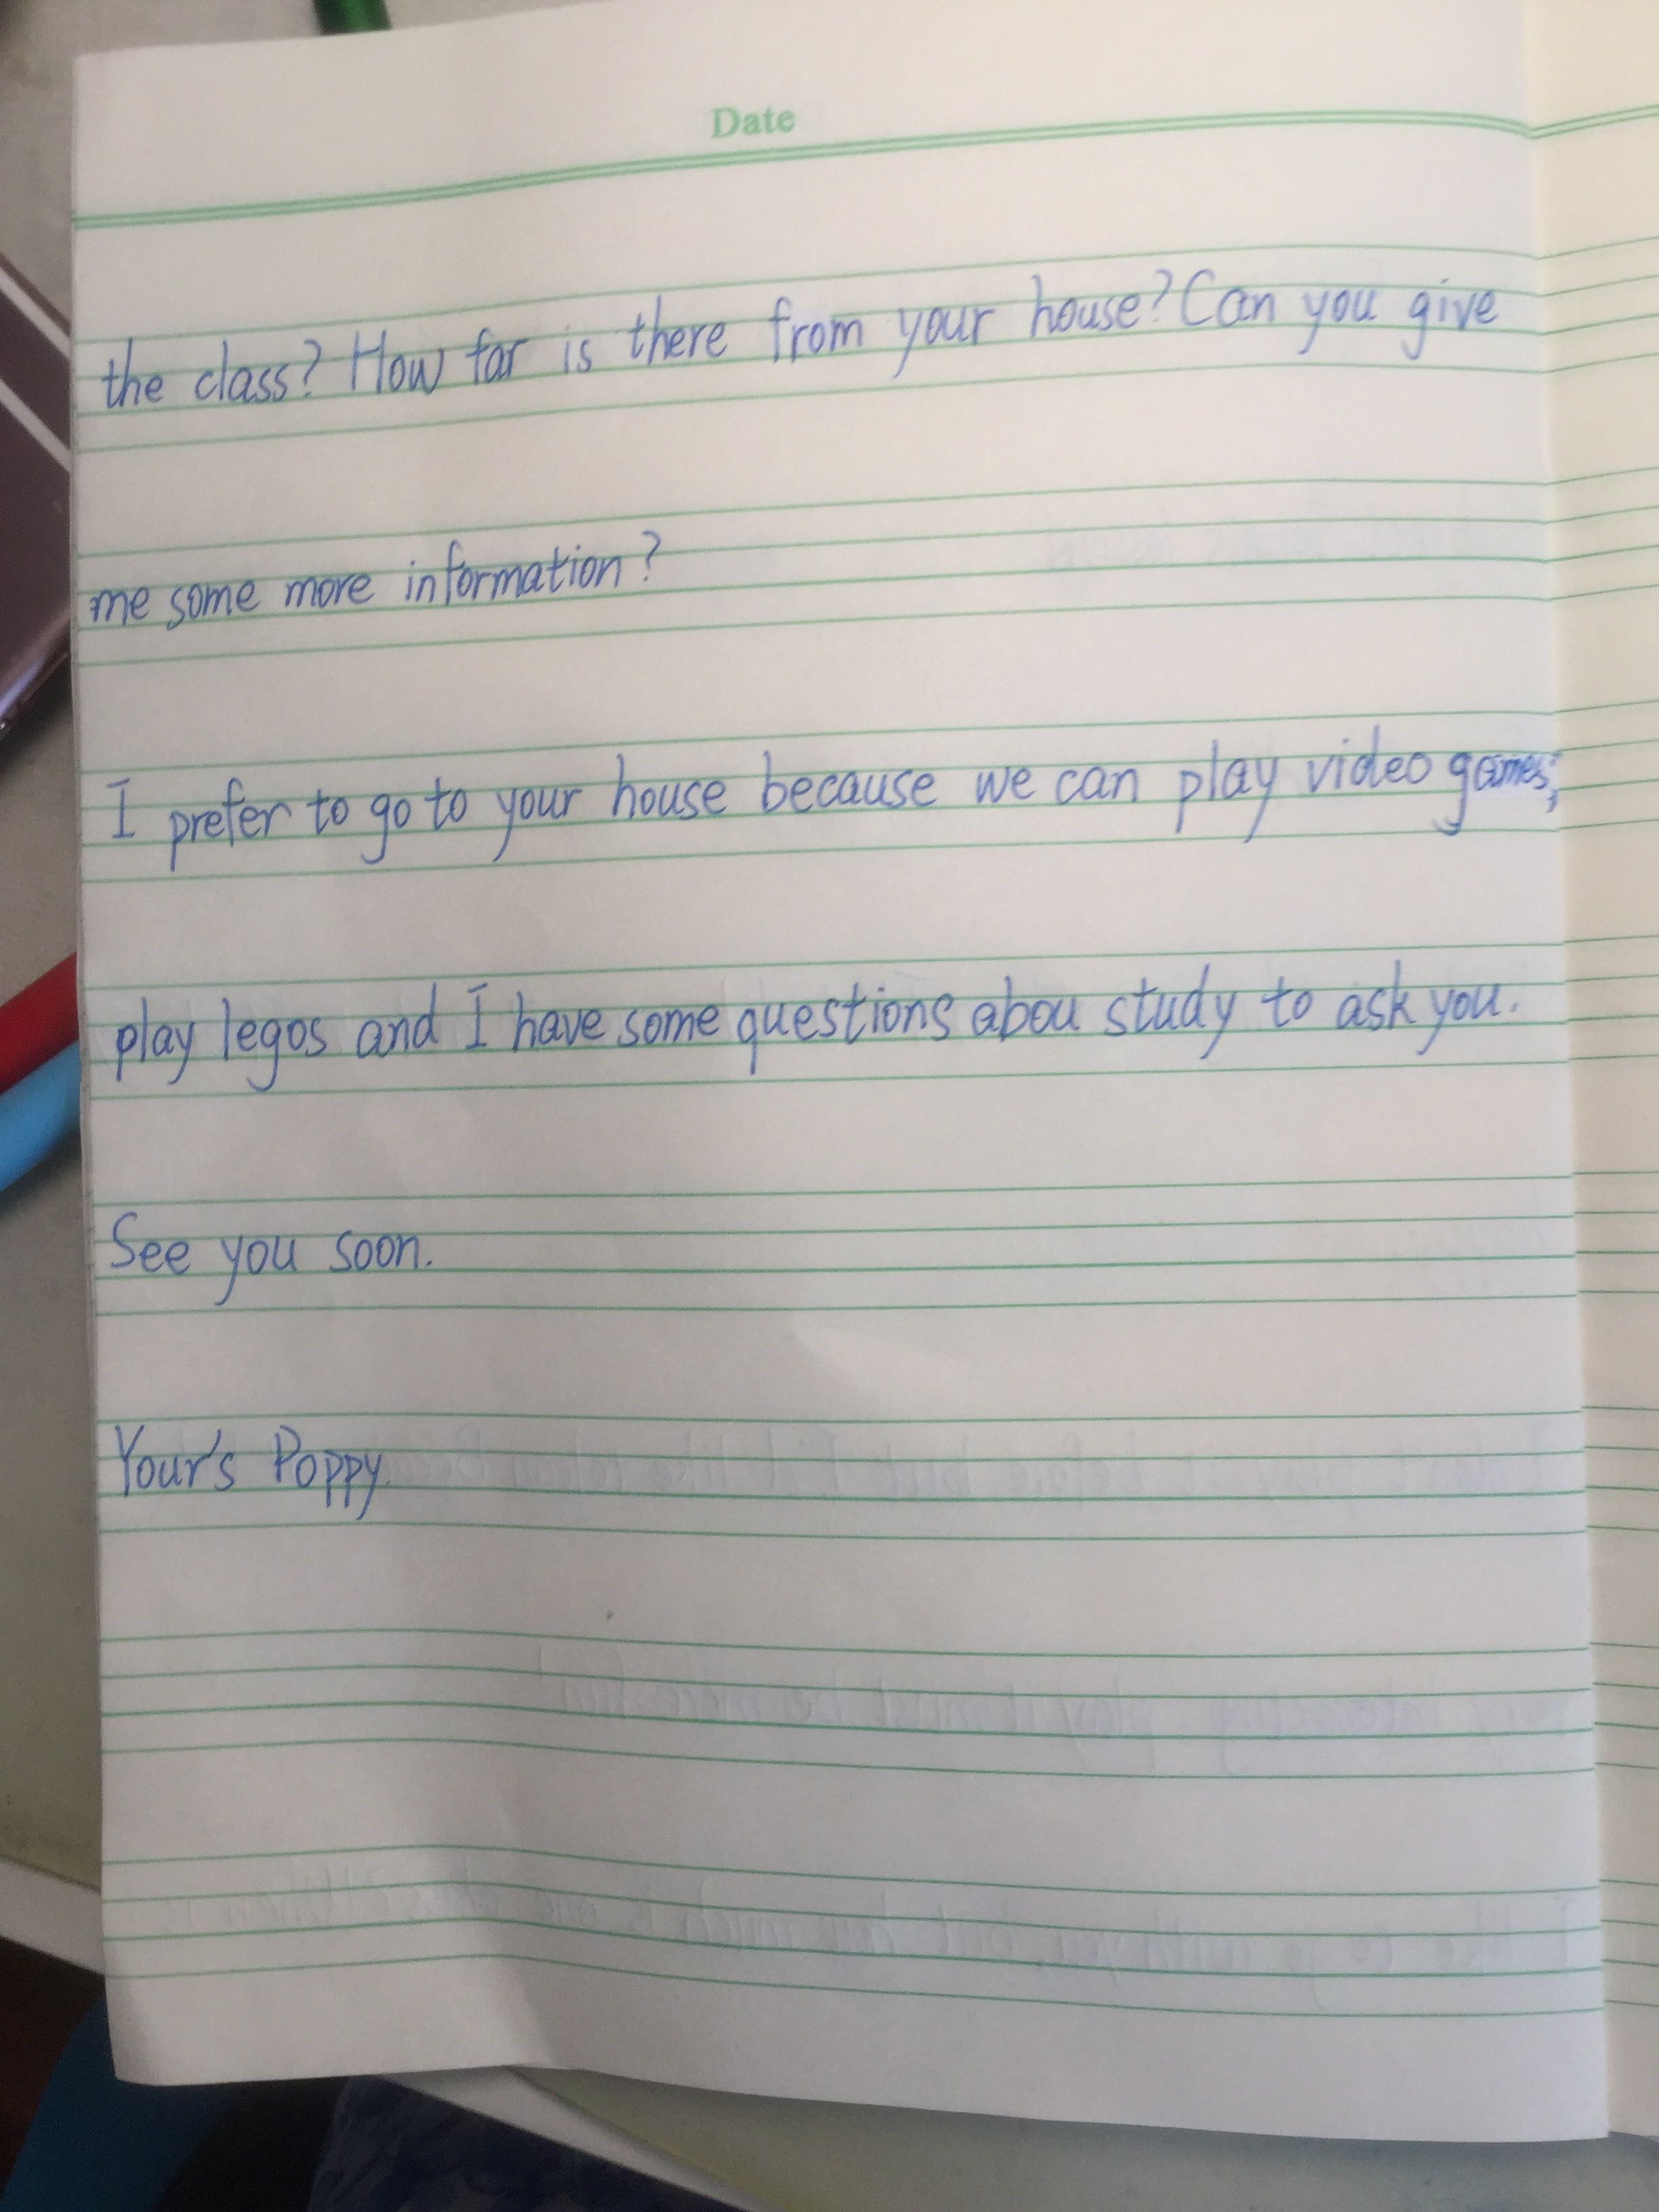 Date
the class? How far is there from your house? Can you give
me some more information?
I prefer to go to your house because we can play video games,
play legos and I have some questions abou study to ask you.
See you soon.
Your's Poppy.